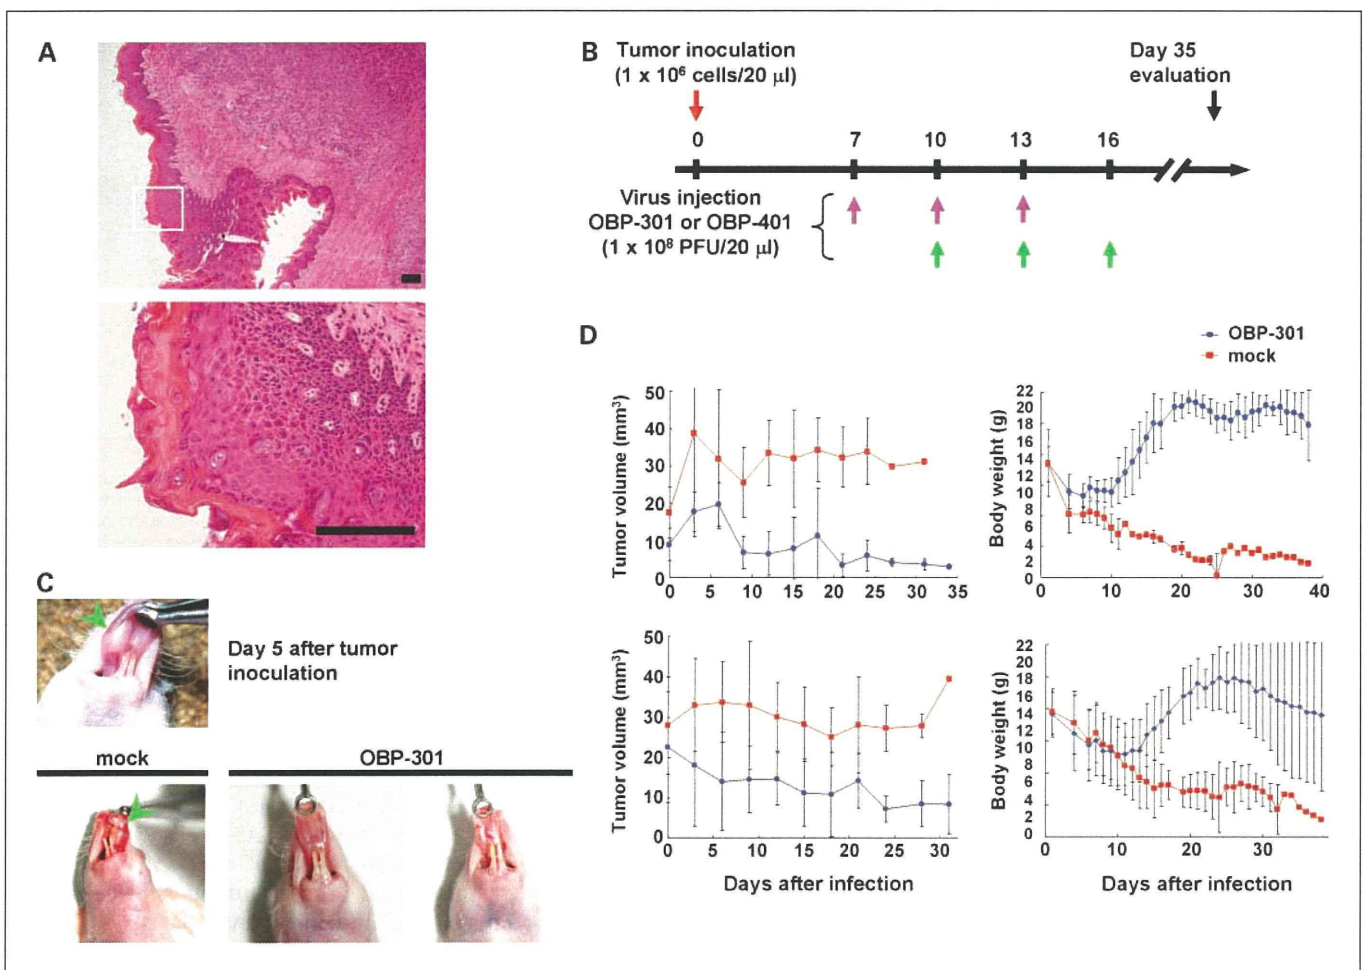 A
B
Tumor inoculation
(1 x 10⁶ cells/20 µl)
Day 35
evaluation
0
7
10
13
16
Virus injection
OBP-301 or OBP-401
(1 x 10⁸ PFU/20 µl)
C
Day 5 after tumor
inoculation
mock
OBP-301
D
OBP-301
mock
Tumor volume (mm³)
50
40
30
20
10
0
0 5 10 15 20 25 30 35
Body weight (g)
22
20
18
16
14
12
10
8
6
4
2
0
0 10 20 30 40
Tumor volume (mm³)
50
40
30
20
10
0
0 5 10 15 20 25 30
Days after infection
Body weight (g)
22
20
18
16
14
12
10
8
6
4
2
0
0 10 20 30
Days after infection